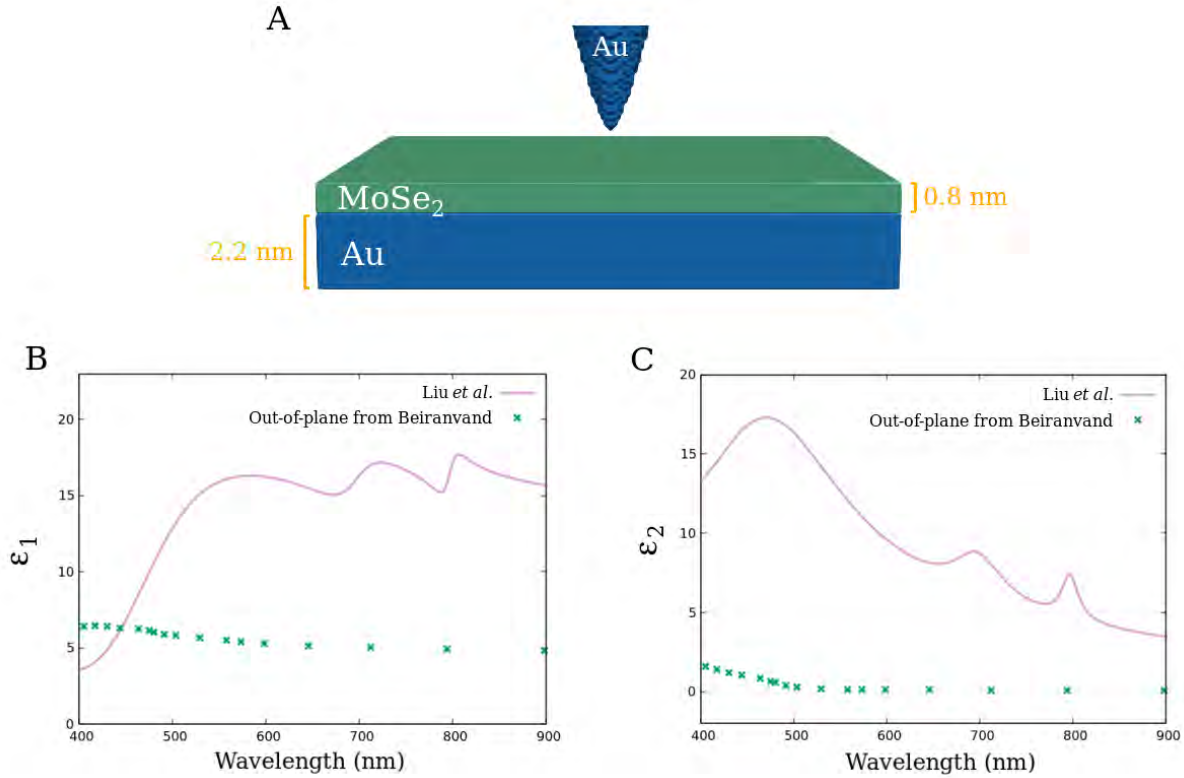 A
Au
MoSe2
0.8 nm
2.2 nm
Au
B
Liu et al.
Out-of-plane from Beiranvand
ε1
20
15
10
5
0
400 500 600 700 800 900
Wavelength (nm)
C
Liu et al.
Out-of-plane from Beiranvand
ε2
20
15
10
5
0
400 500 600 700 800 900
Wavelength (nm)